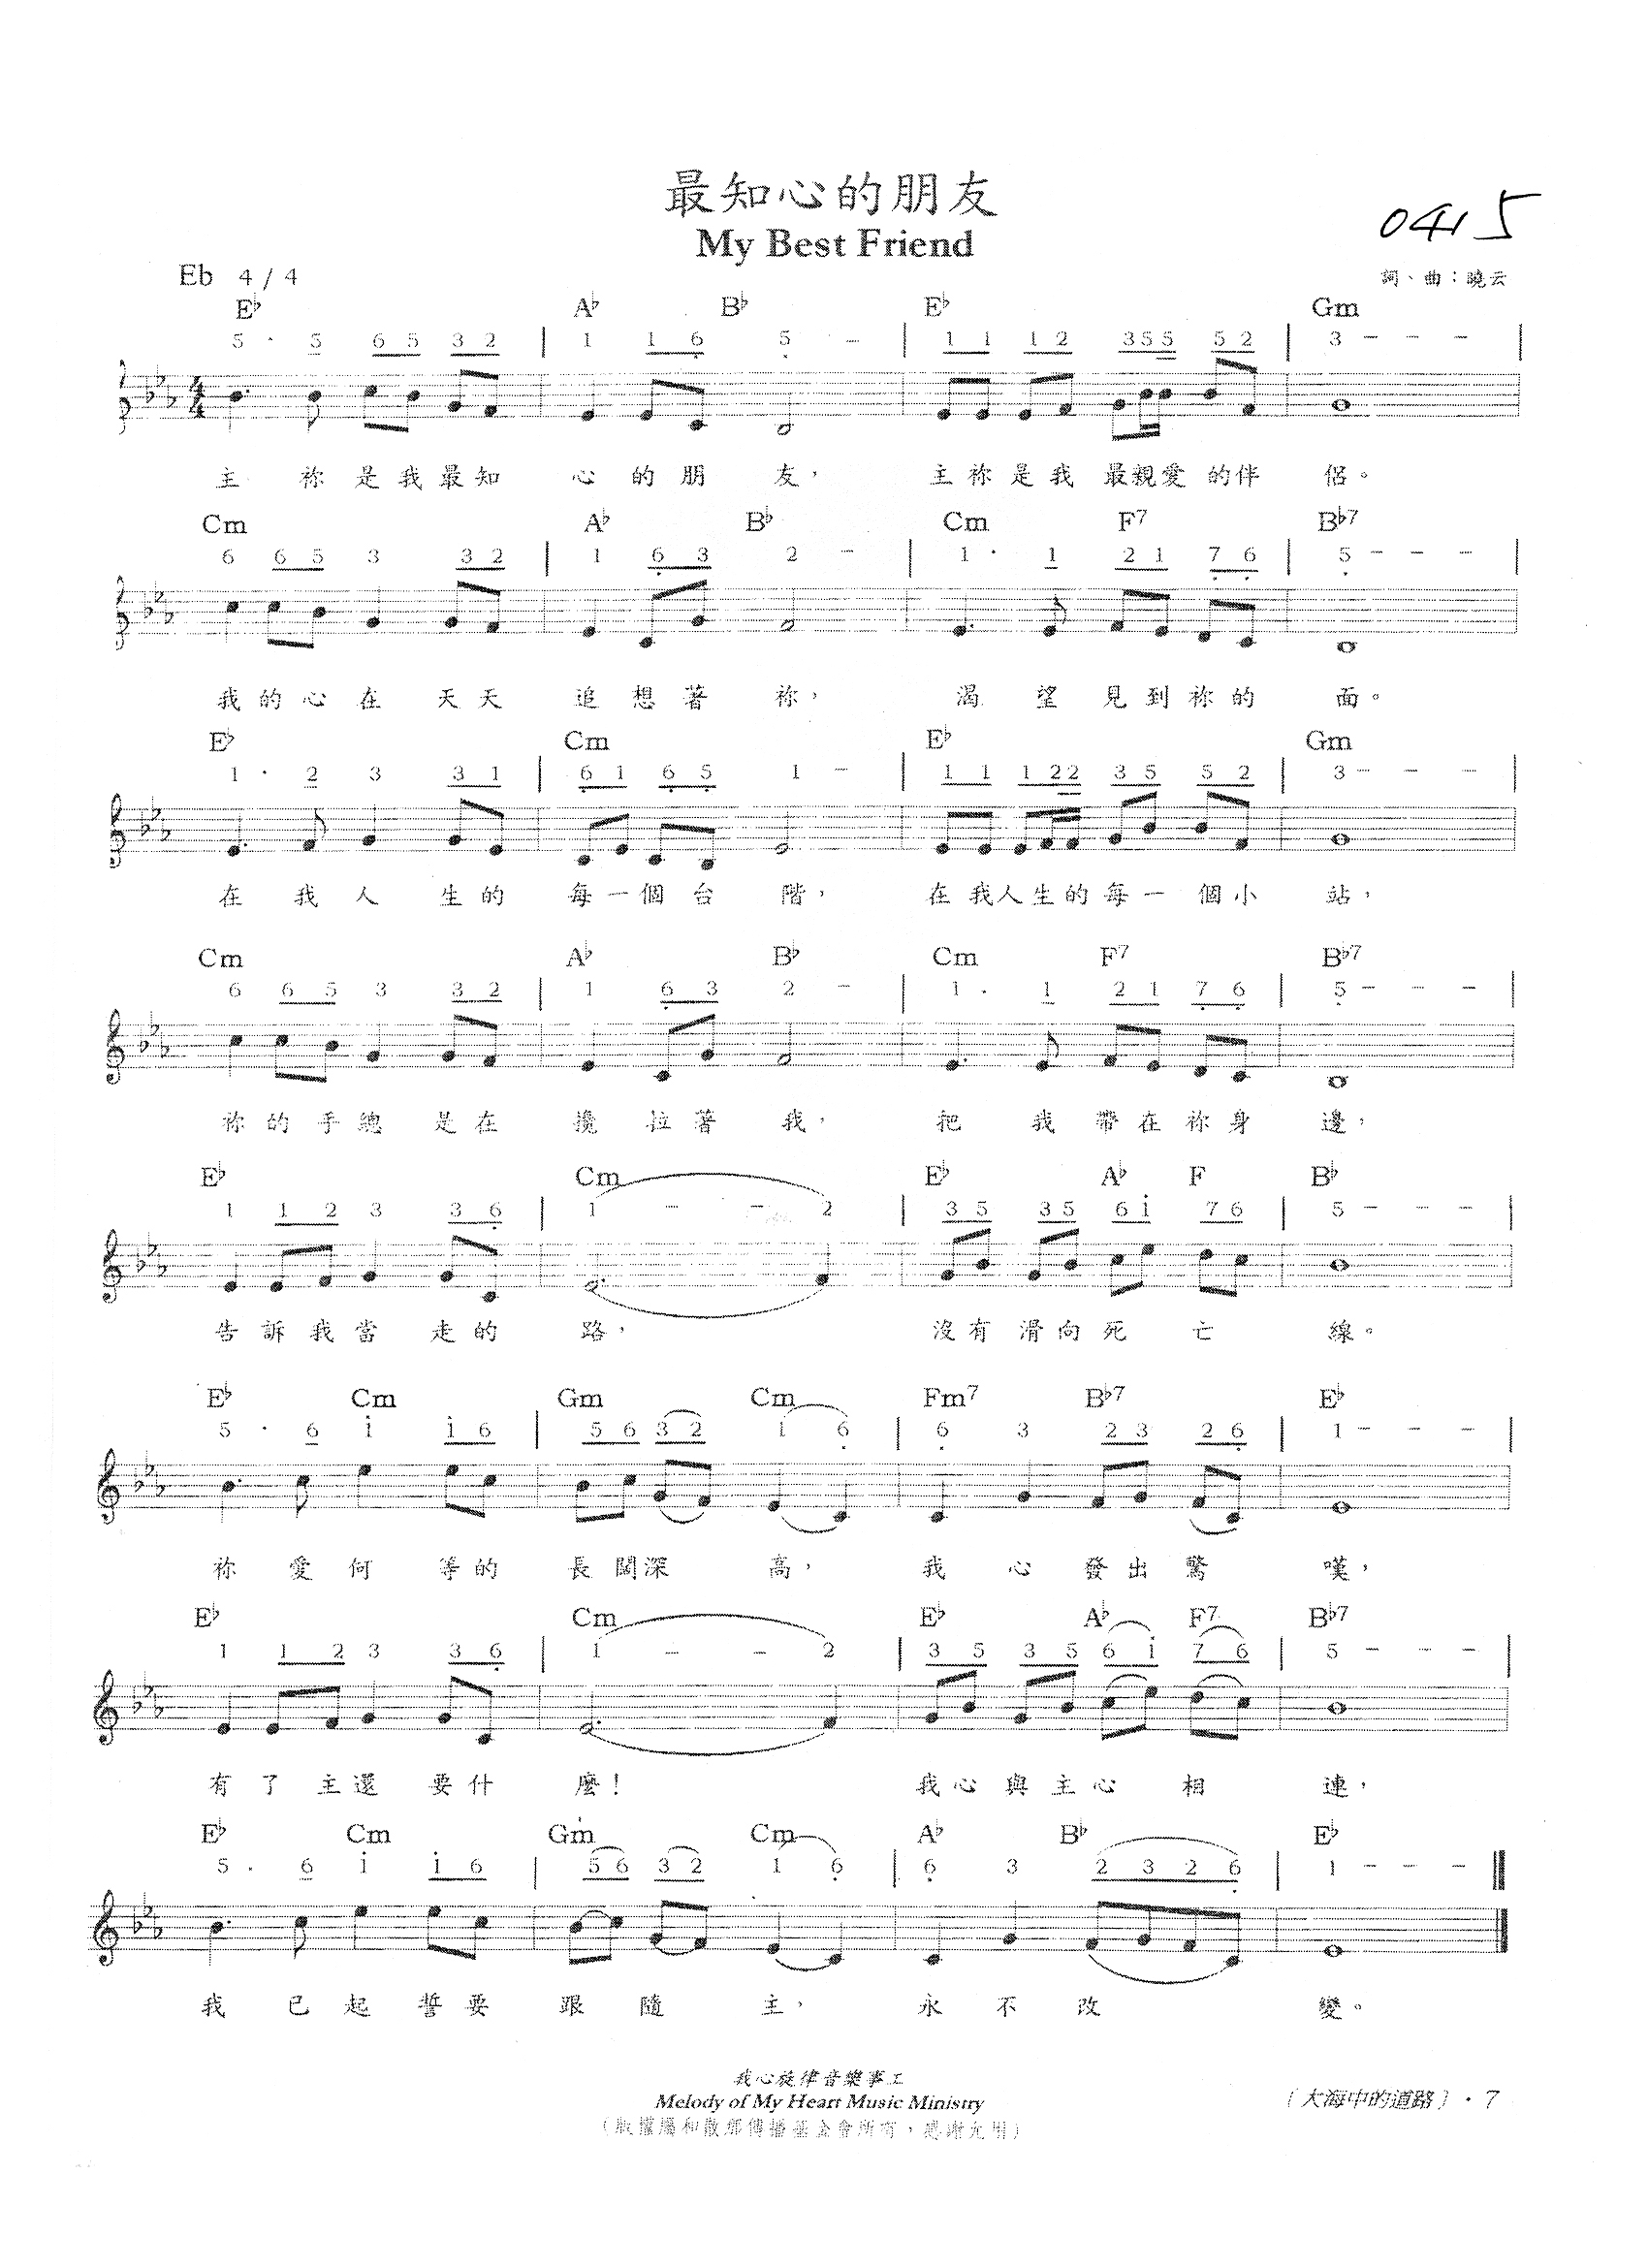 最知心的朋友
My Best Friend
0415
詞、曲：曉云
Eb 4 / 4
E♭ A♭ B♭ E♭ Gm
5 · 5 6 5 3 2 | 1 1 6̣ 5̣ – | 1 1 1 2 3 5 5 5 2 | 3 – – – |
4/4
主 祢 是 我 最 知 心 的 朋 友， 主 祢 是 我 最 親 愛 的 伴 侶。
Cm A♭ B♭ Cm F7 B♭7
6 6 5 3 3 2 | 1 6̣ 3 2 – | 1 · 1 2 1 7̣ 6̣ | 5̣ – – – |
我 的 心 在 天 天 追 想 著 祢， 渴 望 見 到 祢 的 面。
E♭ Cm E♭ Gm
1 · 2 3 3 1 | 6̣ 1 6̣ 5̣ 1 – | 1 1 1 2 2 3 5 5 2 | 3 – – – |
在 我 人 生 的 每 一 個 台 階， 在 我 人 生 的 每 一 個 小 站，
Cm A♭ B♭ Cm F7 B♭7
6 6 5 3 3 2 | 1 6̣ 3 2 – | 1 · 1 2 1 7̣ 6̣ | 5̣ – – – |
祢 的 手 總 是 在 攙 拉 著 我， 把 我 帶 在 祢 身 邊，
E♭ Cm E♭ A♭ F B♭
1 1 2 3 3 6̣ | 1 – – 2 | 3 5 3 5 6 i 7 6 | 5 – – – |
告 訴 我 當 走 的 路， 沒 有 滑 向 死 亡 線。
E♭ Cm Gm Cm Fm7 B♭7 E♭
5 · 6 i i 6 | 5 6 3 2 1 6̣ | 6̣ 3 2 3 2 6̣ | 1 – – – |
祢 愛 何 等 的 長 闊 深 高， 我 心 發 出 驚 嘆，
E♭ Cm E♭ A♭ F7 B♭7
1 1 2 3 3 6̣ | 1 – – 2 | 3 5 3 5 6 i 7 6 | 5 – – – |
有 了 主 還 要 什 麼！ 我 心 與 主 心 相 連，
E♭ Cm Gm Cm A♭ B♭ E♭
5 · 6 i i 6 | 5 6 3 2 1 6̣ | 6̣ 3 2 3 2 6̣ | 1 – – –
我 已 起 誓 要 跟 隨 主， 永 不 改 變。
我心旋律音樂事工
Melody of My Heart Music Ministry
（版權屬和散那傳播基金會所有，感謝允用）
〔大海中的道路〕· 7